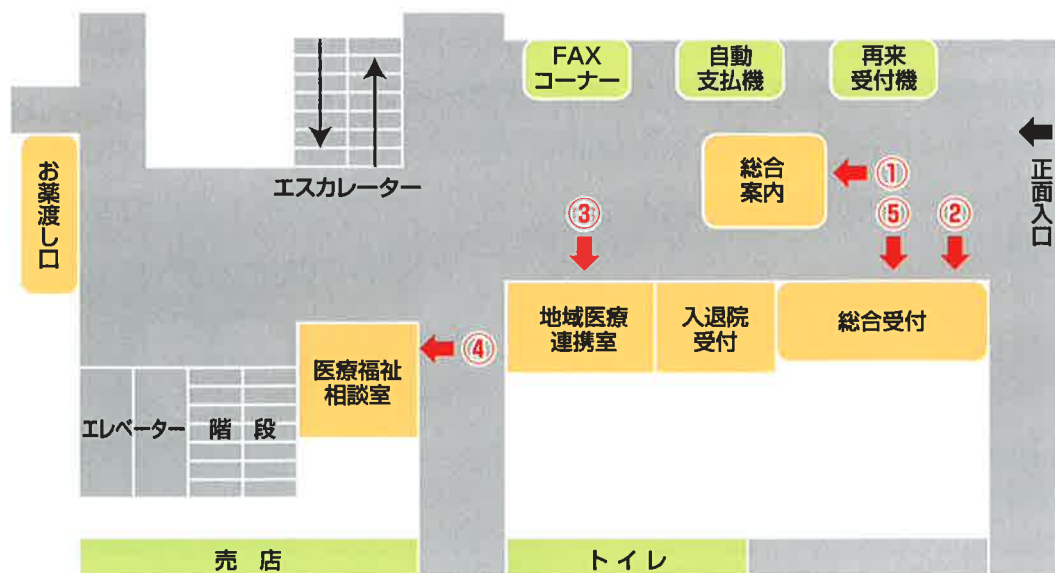 FAX
コーナー
自動
支払機
再来
受付機
お薬渡し口
エスカレーター
総合
案内
①
正面入口
③
⑤
②
地域医療
連携室
入退院
受付
総合受付
④
医療福祉
相談室
エレベーター
階 段
売 店
トイレ